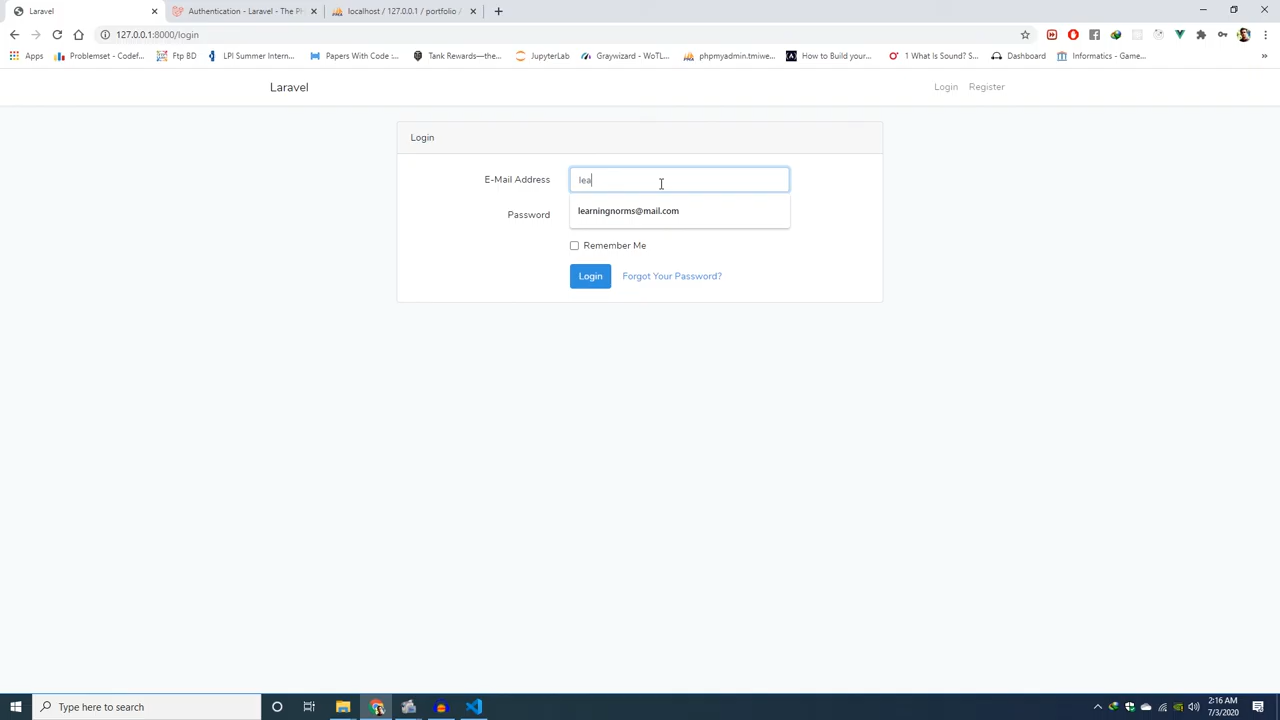 Laravel
Authentication - Laravel - The PH
localhost / 127.0.0.1 / portfolio /
127.0.0.1:8000/login
Apps
Problemset - Codef...
Ftp BD
LPI Summer Intern...
Papers With Code :...
Tank Rewards—the...
JupyterLab
Graywizard - WoTL...
phpmyadmin.tmiwe...
How to Build your...
1 What Is Sound? S...
Dashboard
Informatics - Game...
»
Laravel
Login
Register
Login
E-Mail Address
lea
learningnorms@mail.com
Password
Remember Me
Login
Forgot Your Password?
Type here to search
2:16 AM
7/3/2020